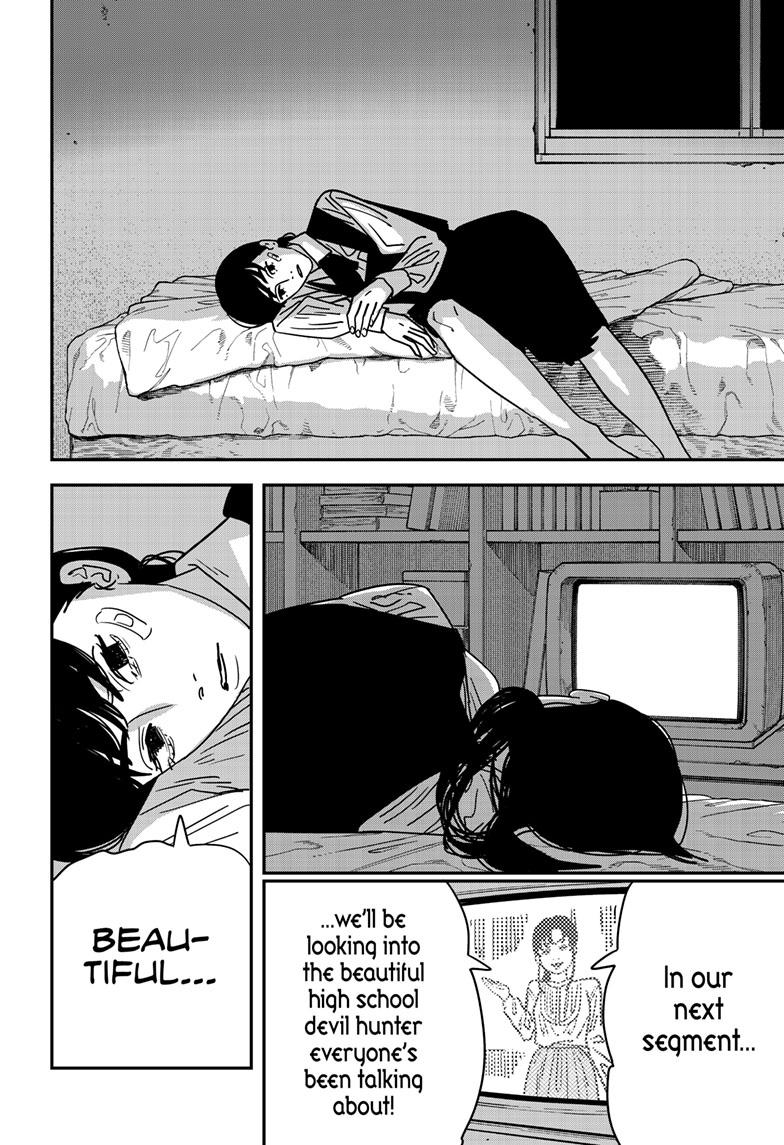 In our
next
segment...
...we'll be
looking into
the beautiful
high school
devil hunter
everyone's
been talking
about!
BEAU-
TIFUL...